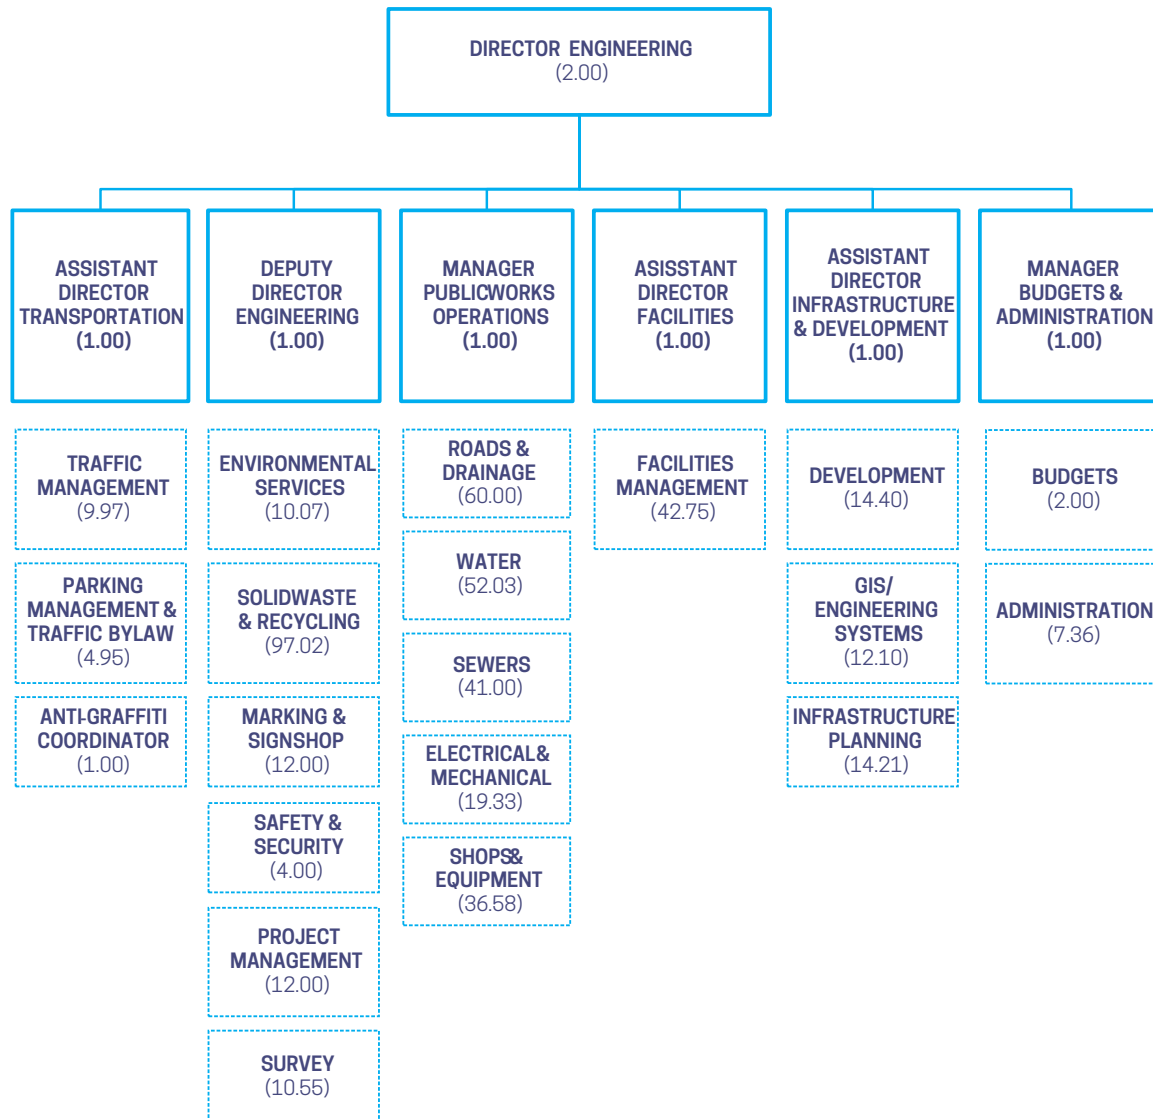 DIRECTOR ENGINEERING
(2.00)
ASSISTANT
DIRECTOR
TRANSPORTATION
(1.00)
DEPUTY
DIRECTOR
ENGINEERING
(1.00)
MANAGER
PUBLICWORKS
OPERATIONS
(1.00)
ASISSTANT
DIRECTOR
FACILITIES
(1.00)
ASSISTANT
DIRECTOR
INFRASTRUCTURE
& DEVELOPMENT
(1.00)
MANAGER
BUDGETS &
ADMINISTRATION
(1.00)
TRAFFIC
MANAGEMENT
(9.97)
PARKING
MANAGEMENT &
TRAFFIC BYLAW
(4.95)
ANTI-GRAFFITI
COORDINATOR
(1.00)
ENVIRONMENTAL
SERVICES
(10.07)
SOLIDWASTE
& RECYCLING
(97.02)
MARKING &
SIGNSHOP
(12.00)
SAFETY &
SECURITY
(4.00)
PROJECT
MANAGEMENT
(12.00)
SURVEY
(10.55)
ROADS &
DRAINAGE
(60.00)
WATER
(52.03)
SEWERS
(41.00)
ELECTRICAL&
MECHANICAL
(19.33)
SHOPS&
EQUIPMENT
(36.58)
FACILITIES
MANAGEMENT
(42.75)
DEVELOPMENT
(14.40)
GIS/
ENGINEERING
SYSTEMS
(12.10)
INFRASTRUCTURE
PLANNING
(14.21)
BUDGETS
(2.00)
ADMINISTRATION
(7.36)